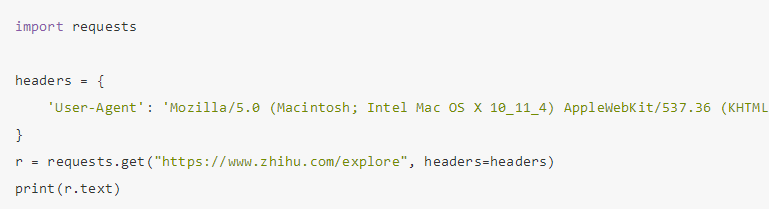 import requests
headers = {
'User-Agent': 'Mozilla/5.0 (Macintosh; Intel Mac OS X 10_11_4) AppleWebKit/537.36 (KHTML
}
r = requests.get("https://www.zhihu.com/explore", headers=headers)
print(r.text)